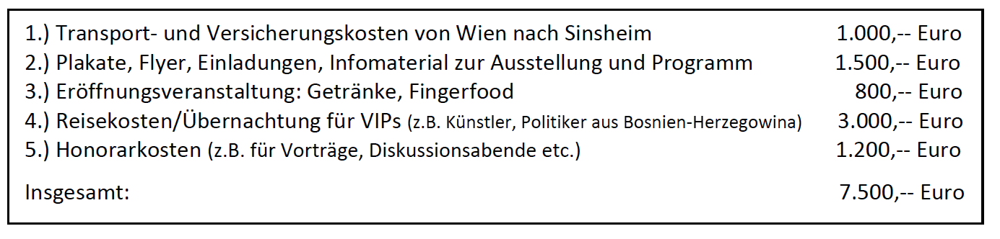 1.) Transport- und Versicherungskosten von Wien nach Sinsheim 1.000,-- Euro
2.) Plakate, Flyer, Einladungen, Infomaterial zur Ausstellung und Programm 1.500,-- Euro
3.) Eröffnungsveranstaltung: Getränke, Fingerfood 800,-- Euro
4.) Reisekosten/Übernachtung für VIPs (z.B. Künstler, Politiker aus Bosnien-Herzegowina) 3.000,-- Euro
5.) Honorarkosten (z.B. für Vorträge, Diskussionsabende etc.) 1.200,-- Euro
Insgesamt: 7.500,-- Euro